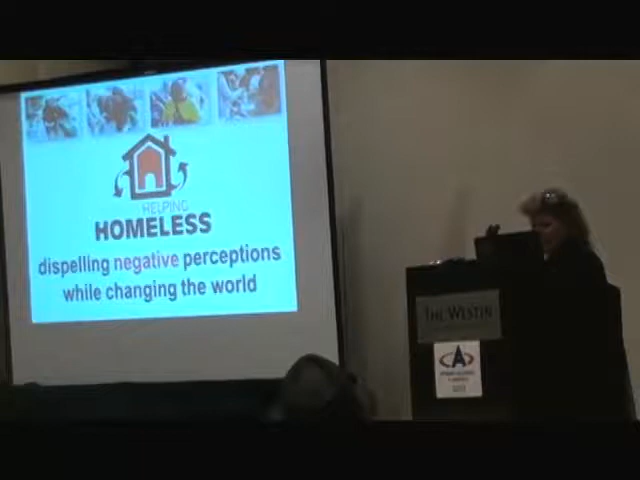 HELPING
HOMELESS
dispelling negative perceptions
while changing the world
THE WESTIN
A